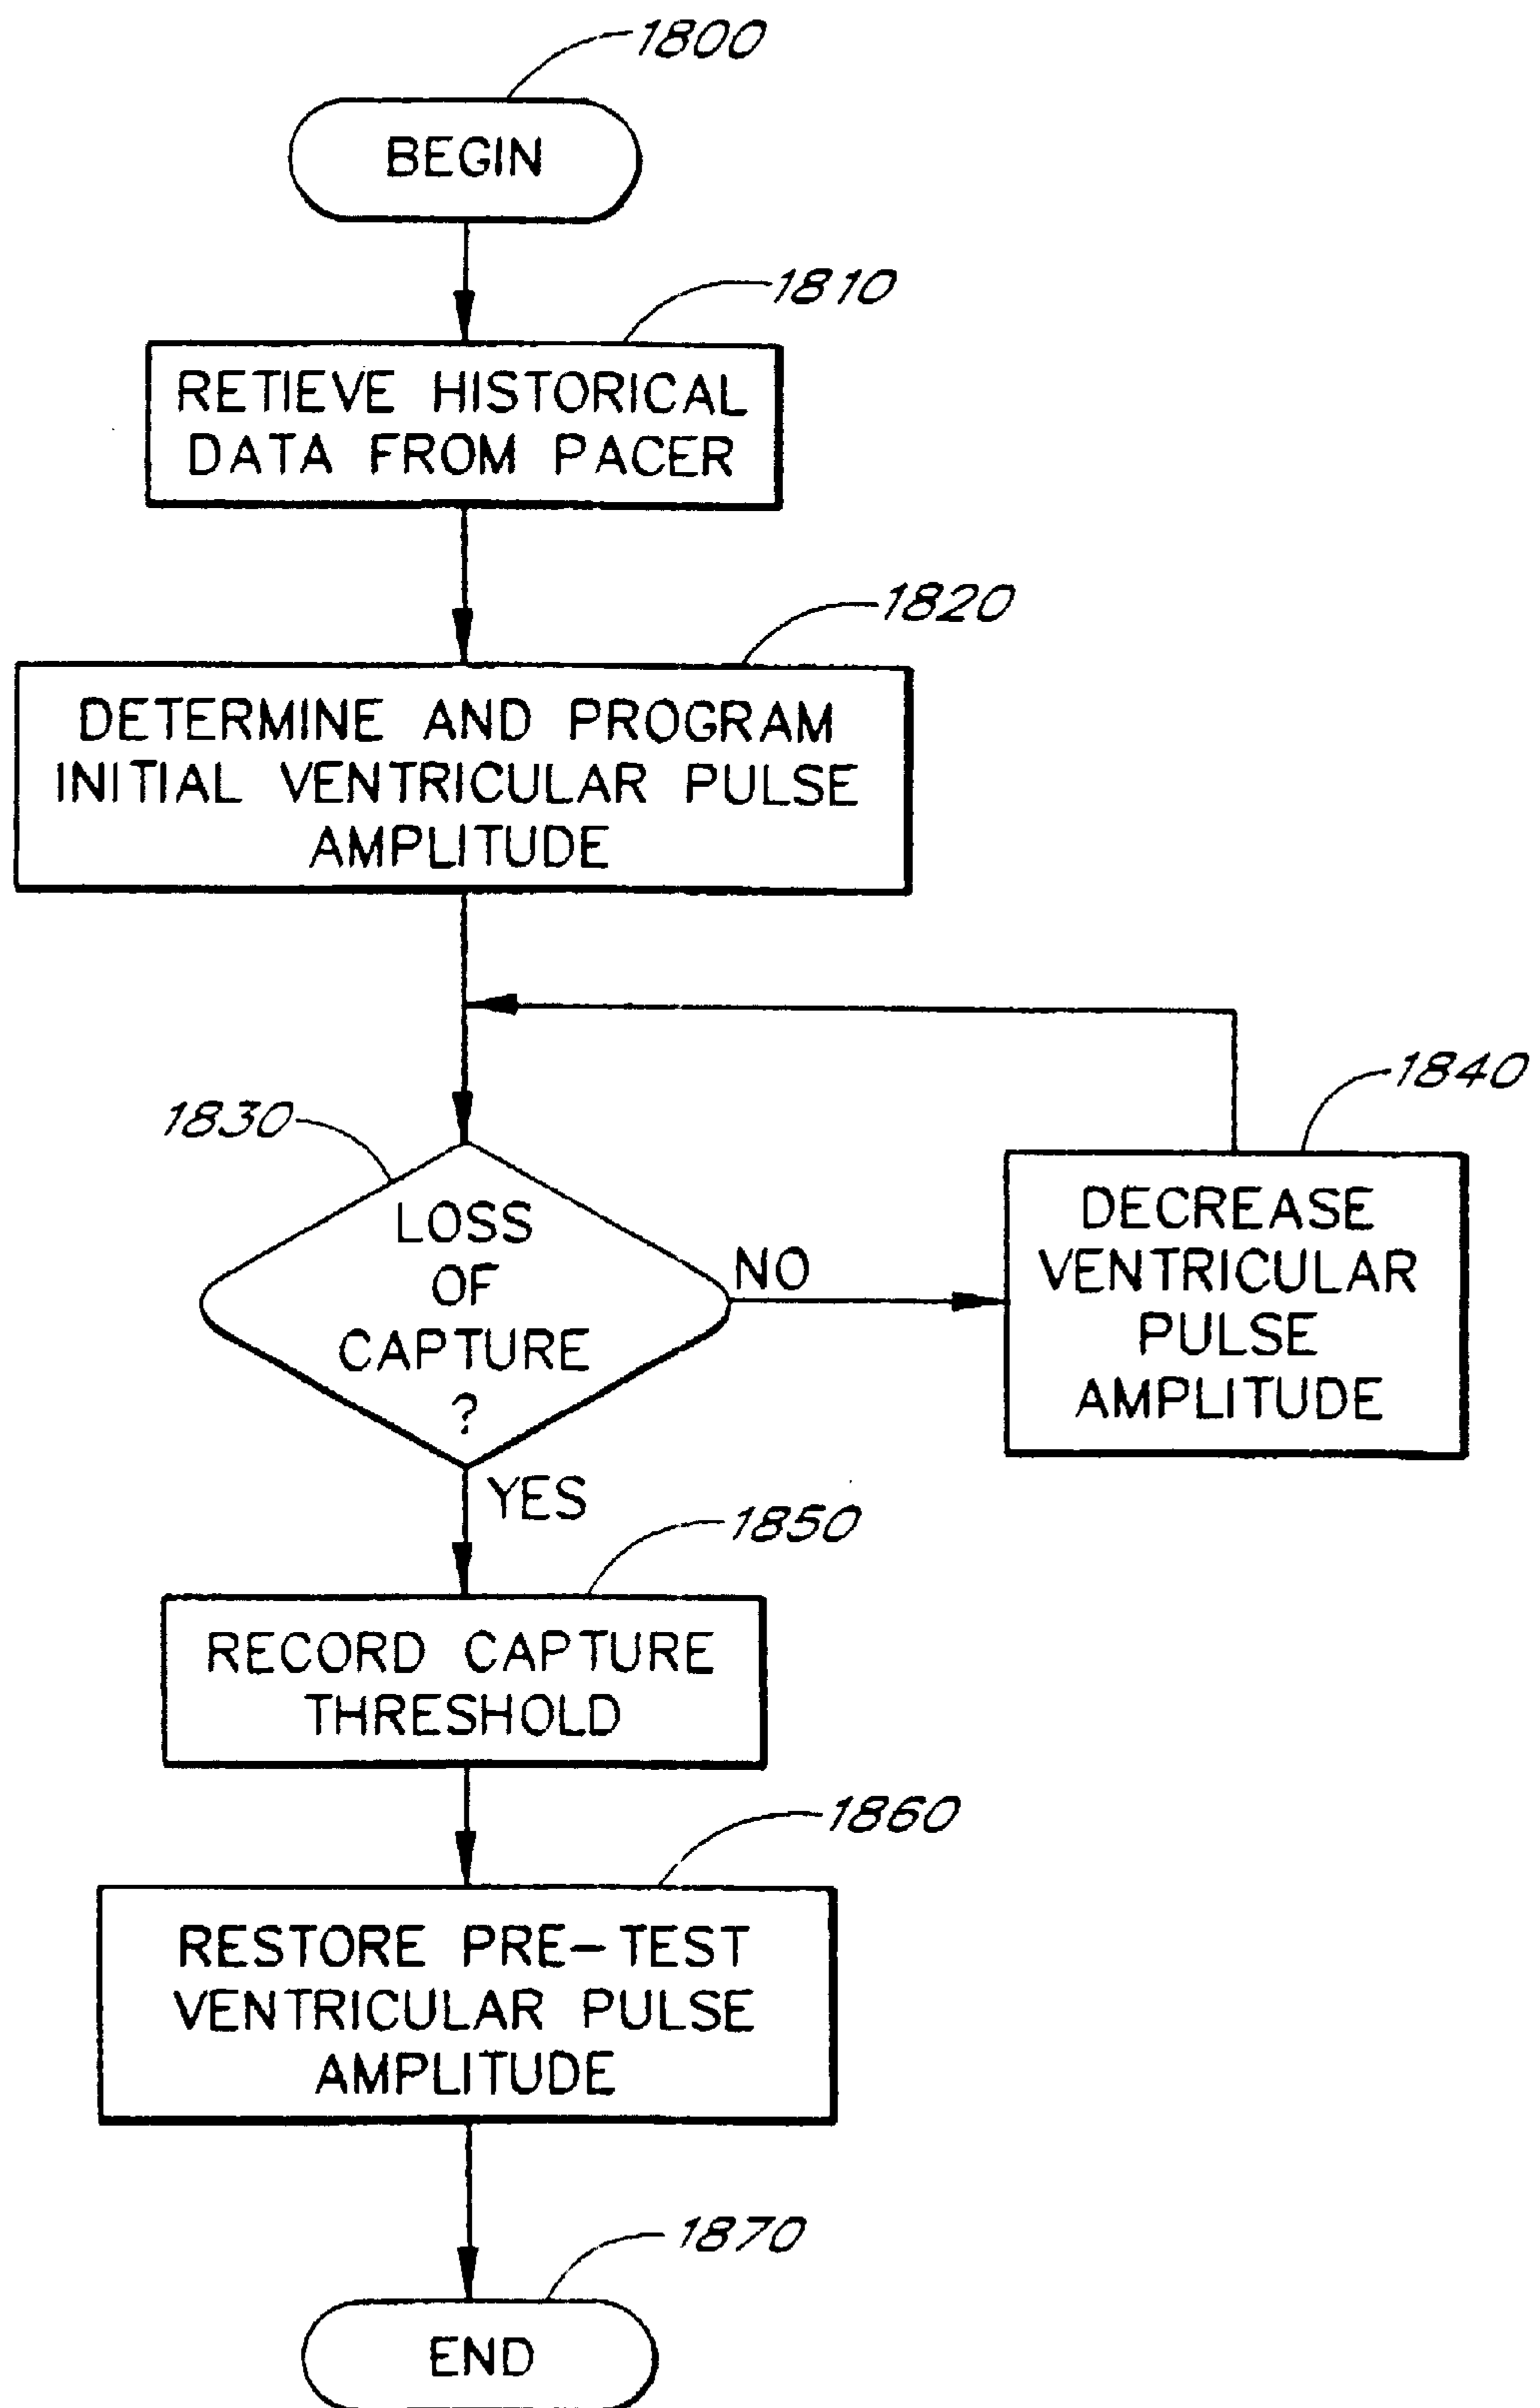 1800
BEGIN
1810
RETIEVE HISTORICAL
DATA FROM PACER
1820
DETERMINE AND PROGRAM
INITIAL VENTRICULAR PULSE
AMPLITUDE
1830
LOSS
OF
CAPTURE
?
NO
1840
DECREASE
VENTRICULAR
PULSE
AMPLITUDE
YES
1850
RECORD CAPTURE
THRESHOLD
1860
RESTORE PRE-TEST
VENTRICULAR PULSE
AMPLITUDE
1870
END